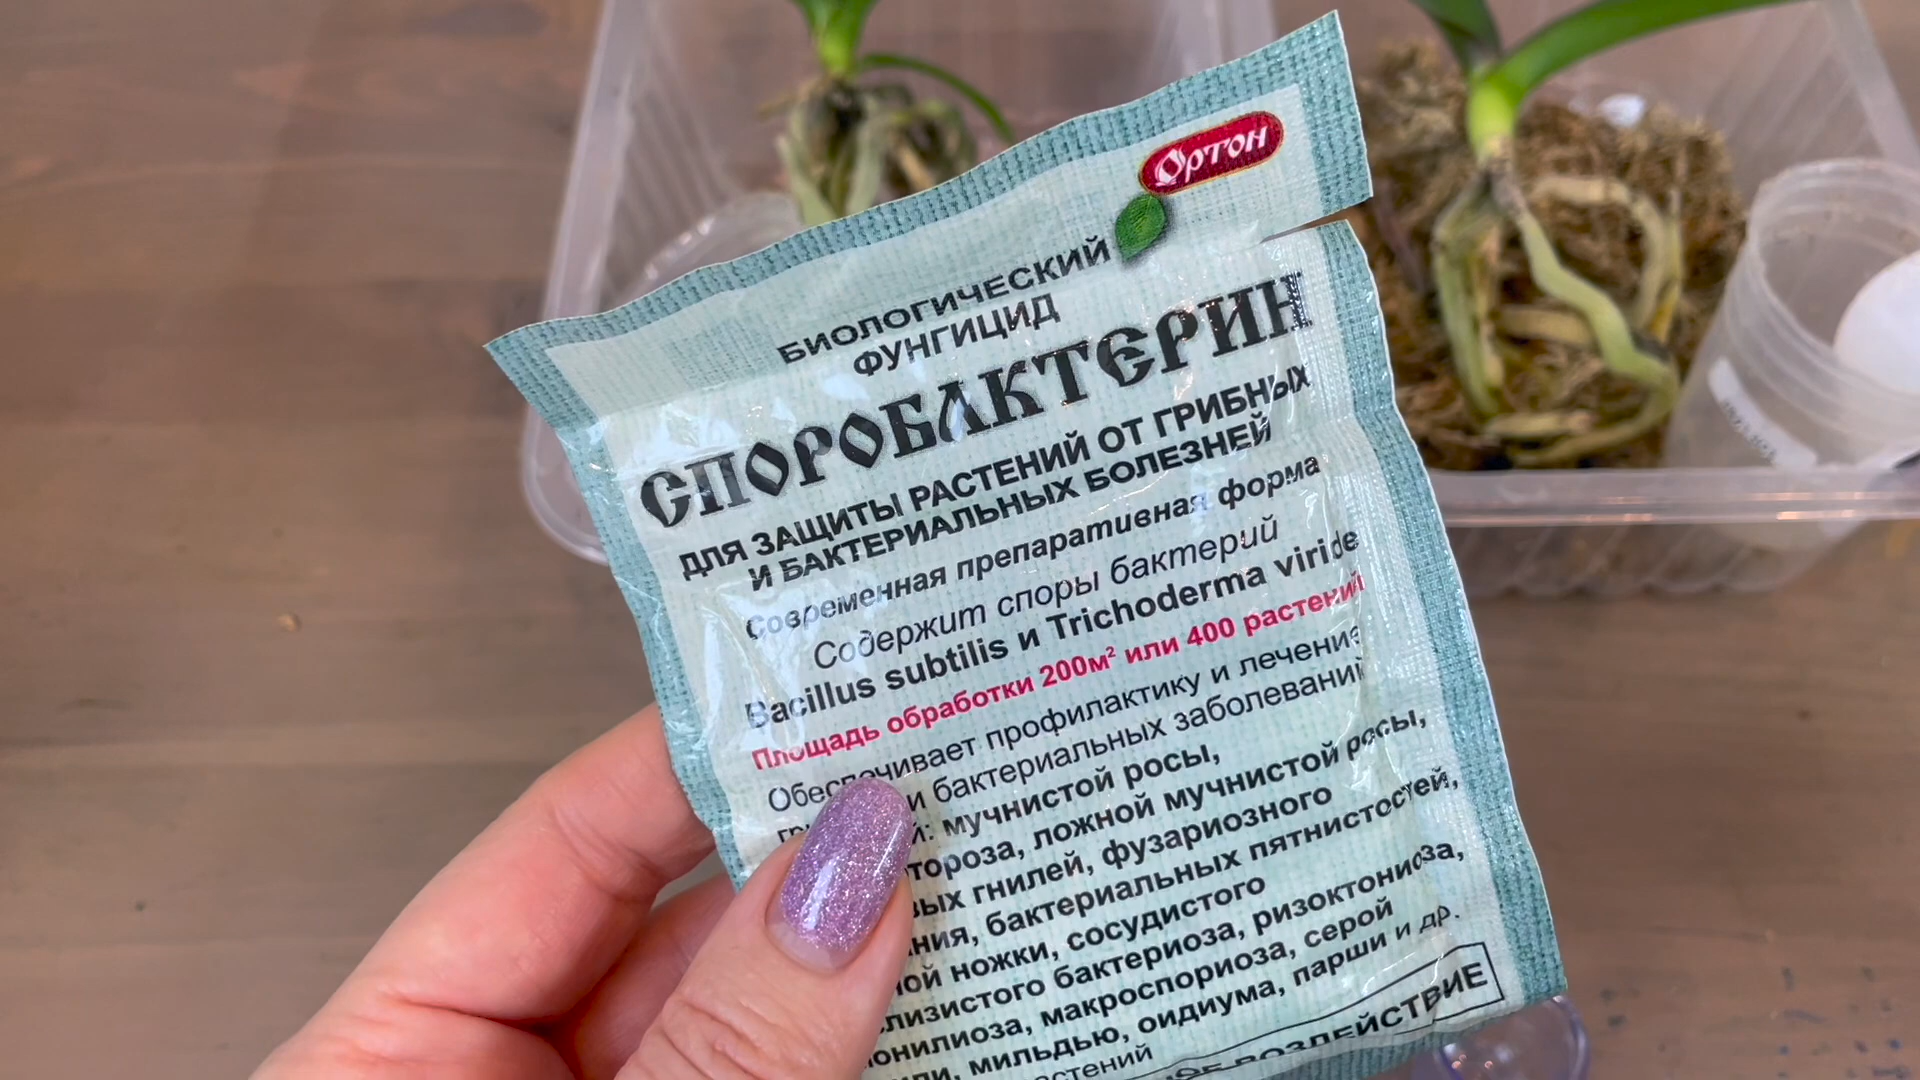 Ортон
БИОЛОГИЧЕСКИЙ
ФУНГИЦИД
СПОРОБАКТЕРИН
ДЛЯ ЗАЩИТЫ РАСТЕНИЙ ОТ ГРИБНЫХ
И БАКТЕРИАЛЬНЫХ БОЛЕЗНЕЙ
Современная препаративная форма
Содержит споры бактерий
Bacillus subtilis и Trichoderma viride
Площадь обработки 200м² или 400 растений
Обеспечивает профилактику и лечение
и бактериальных заболеваний
мучнистой росы,
ложной мучнистой росы,
гнилей, фузариозного
бактериальных пятнистостей,
ножки, сосудистого
бактериоза, ризоктониоза,
макроспориоза, серой
мильдью, оидиума, парши и др.